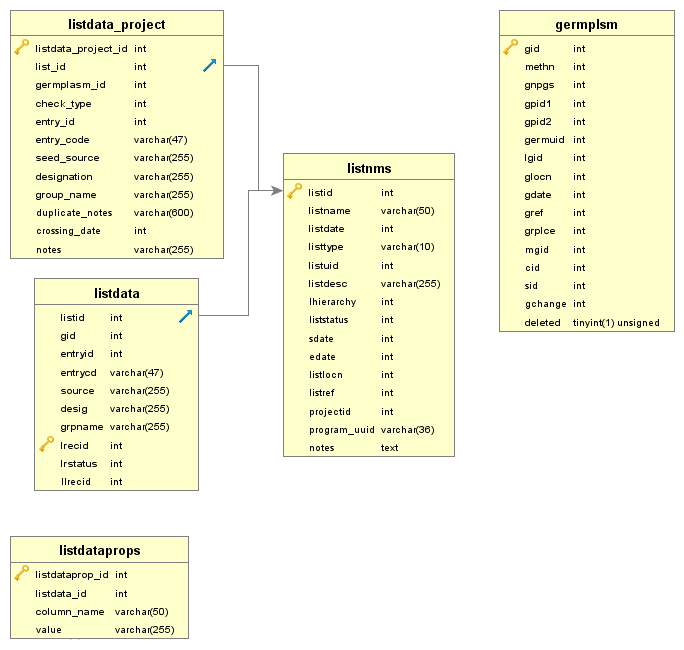 listdata_project
listdata_project_id int
list_id int
germplasm_id int
check_type int
entry_id int
entry_code varchar(47)
seed_source varchar(255)
designation varchar(255)
group_name varchar(255)
duplicate_notes varchar(600)
crossing_date int
notes varchar(255)
listdata
listid int
gid int
entryid int
entrycd varchar(47)
source varchar(255)
desig varchar(255)
grpname varchar(255)
lrecid int
lrstatus int
llrecid int
listdataprops
listdataprop_id int
listdata_id int
column_name varchar(50)
value varchar(255)
listnms
listid int
listname varchar(50)
listdate int
listtype varchar(10)
listuid int
listdesc varchar(255)
lhierarchy int
liststatus int
sdate int
edate int
listlocn int
listref int
projectid int
program_uuid varchar(36)
notes text
germplsm
gid int
methn int
gnpgs int
gpid1 int
gpid2 int
germuid int
lgid int
glocn int
gdate int
gref int
grplce int
mgid int
cid int
sid int
gchange int
deleted tinyint(1) unsigned